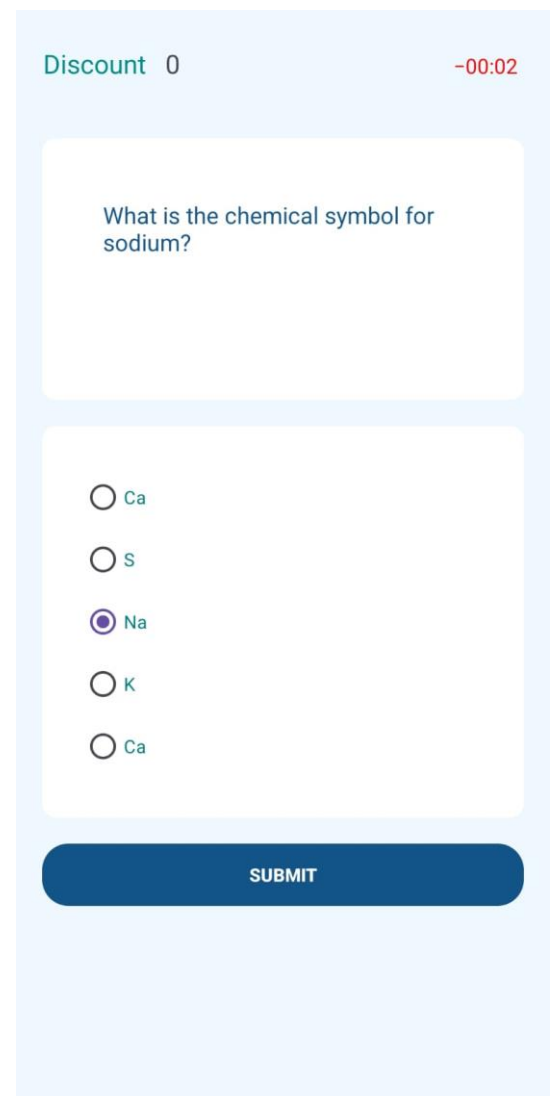 Discount 0
-00:02
What is the chemical symbol for
sodium?
Ca
S
Na
K
Ca
SUBMIT